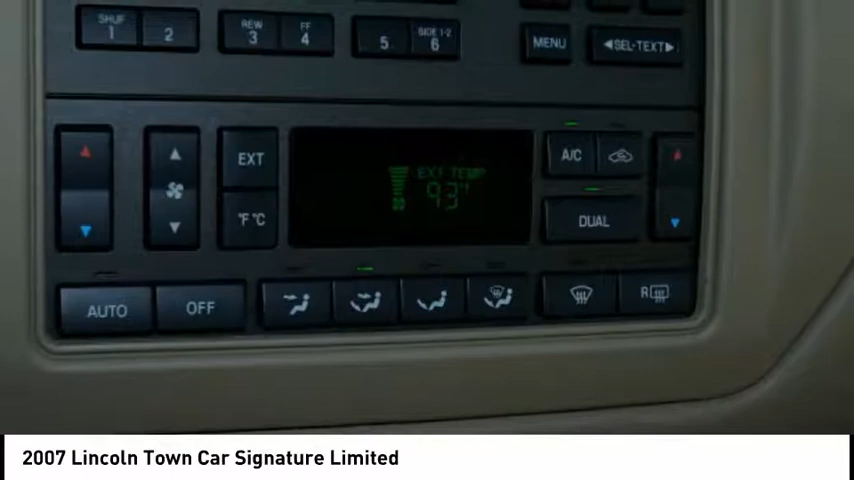 SHUF REW FF SIDE 1-2
1 2 3 4 5 6 MENU ◀SEL-TEXT▶
EXT A/C
EXT TEMP
93°
°F °C DUAL
AUTO OFF R
2007 Lincoln Town Car Signature Limited